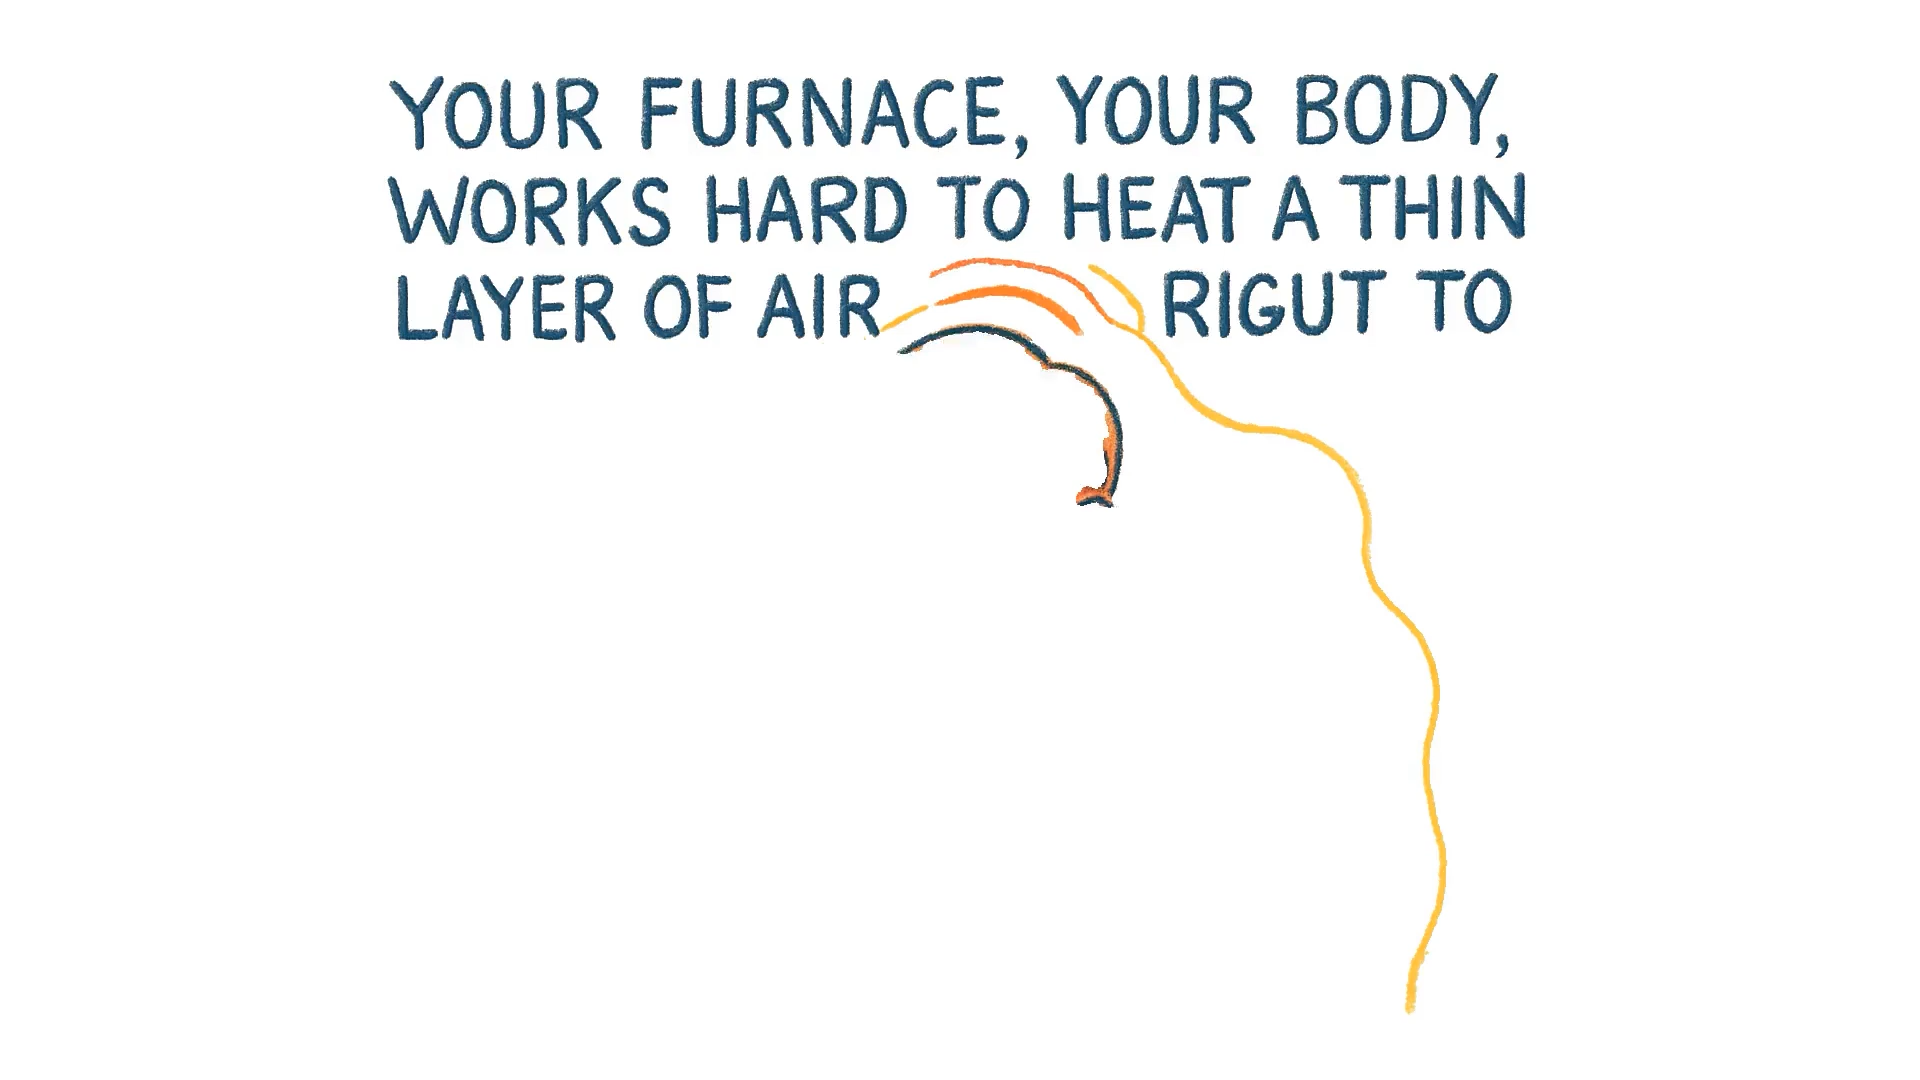 YOUR FURNACE, YOUR BODY,
WORKS HARD TO HEAT A THIN
LAYER OF AIR RIGUT TO